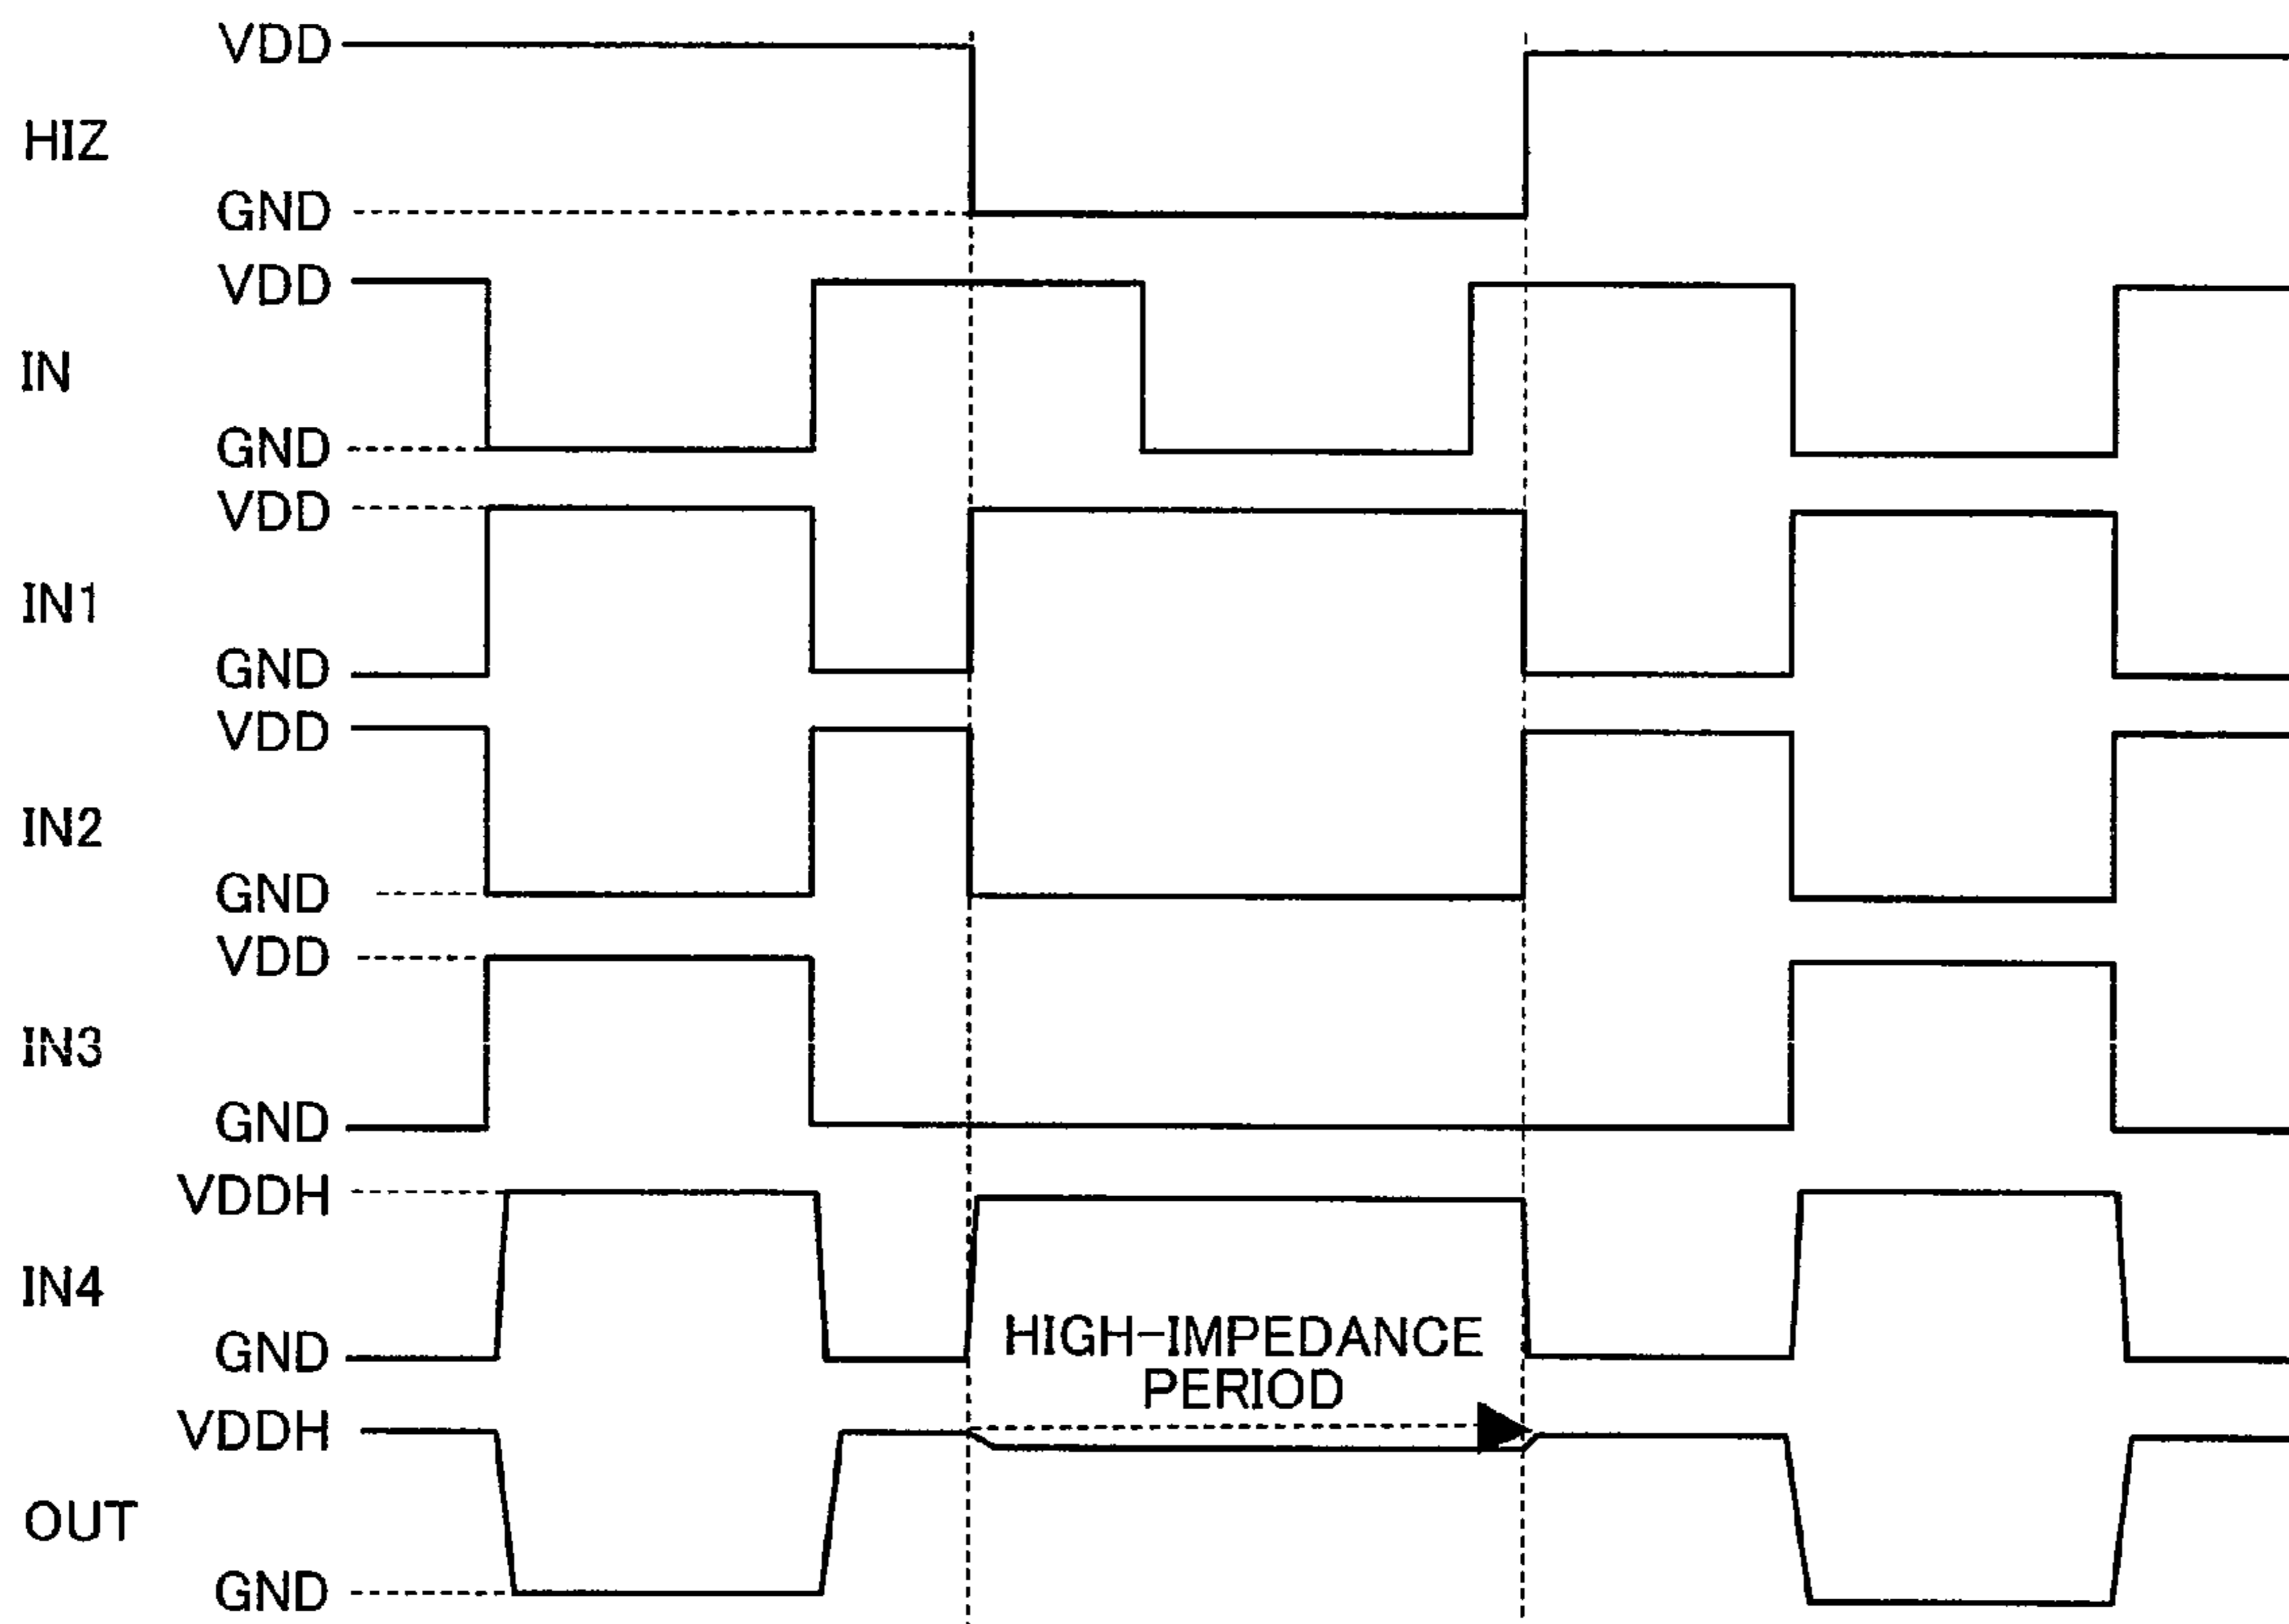 VDD
HIZ
GND
VDD
IN
GND
VDD
IN1
GND
VDD
IN2
GND
VDD
IN3
GND
VDDH
IN4
GND
HIGH-IMPEDANCE
PERIOD
VDDH
OUT
GND